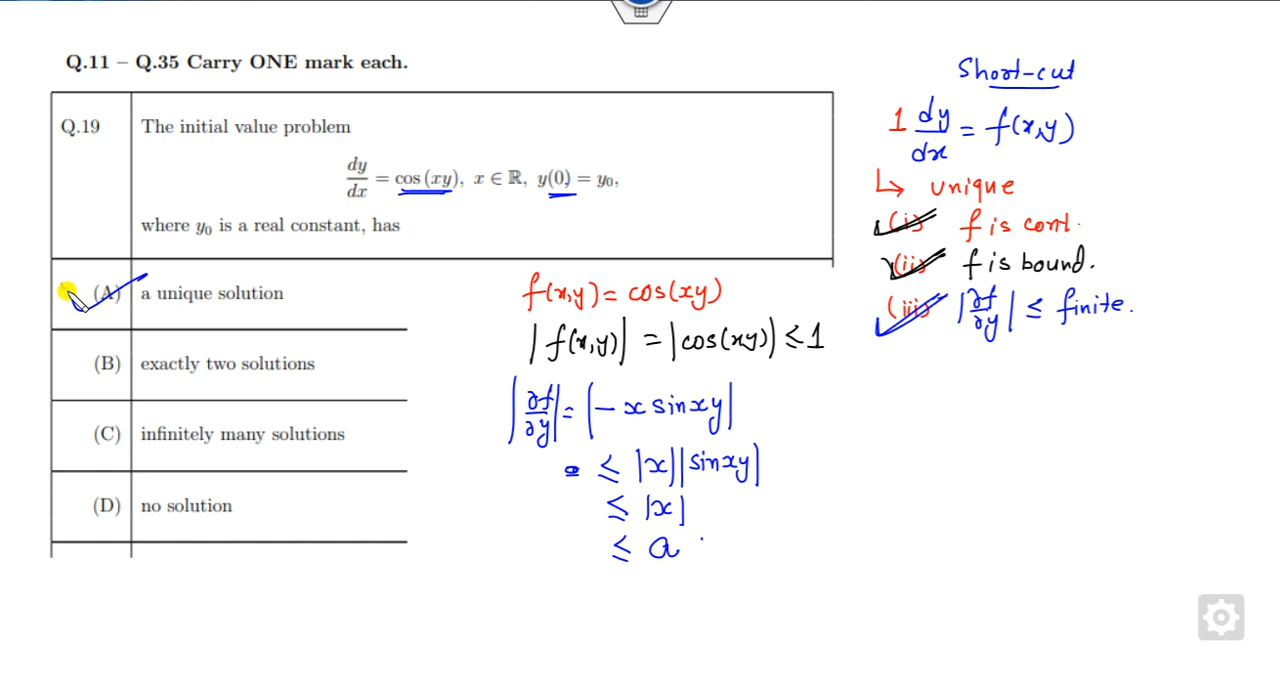 Q.11 – Q.35 Carry ONE mark each.
Q.19 The initial value problem
dy/dx = cos (xy), x ∈ ℝ, y(0) = y₀,
where y₀ is a real constant, has
(A) a unique solution
(B) exactly two solutions
(C) infinitely many solutions
(D) no solution
f(x,y) = cos(xy)
|f(x,y)| = |cos(xy)| ≤ 1
|∂f/∂y| = |- x sin xy|
≤ |x||sin xy|
≤ |x|
≤ a
Short-cut
1 dy/dx = f(x,y)
↳ unique
(i) f is cont.
(ii) f is bound.
(iii) |∂f/∂y| ≤ finite.